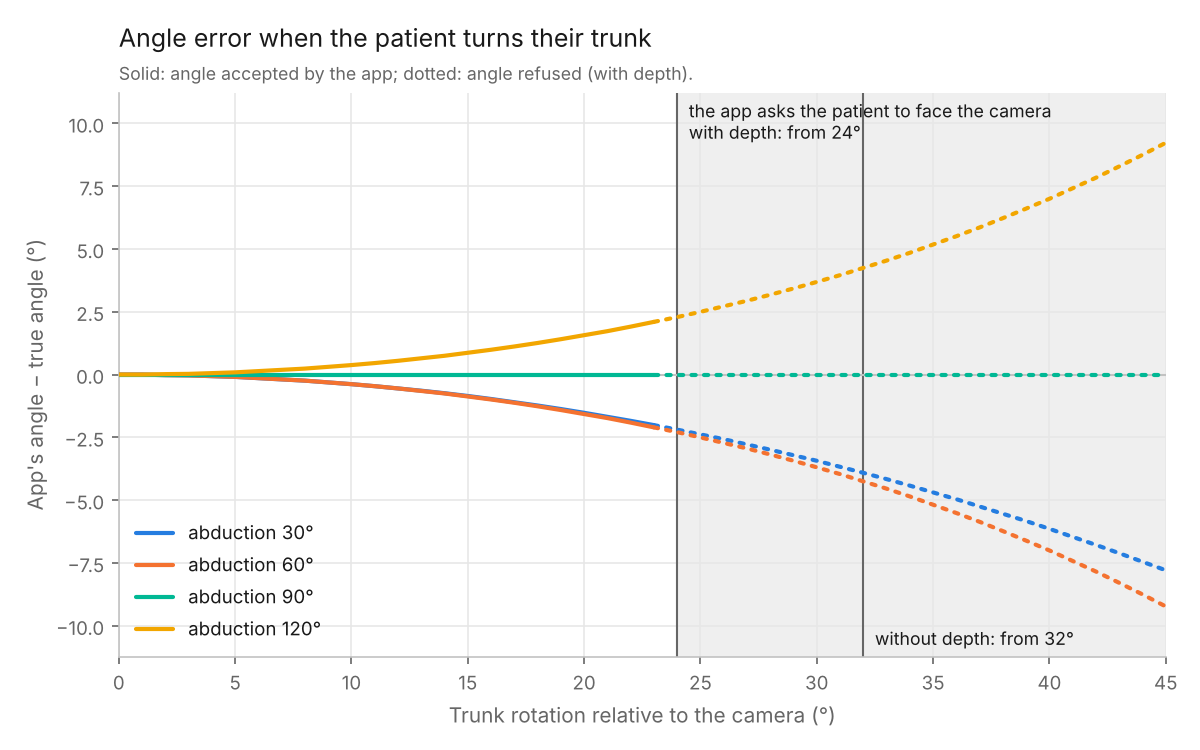 Angle error when the patient turns their trunk
Solid: angle accepted by the app; dotted: angle refused (with depth).
the app asks the patient to face the camera
with depth: from 24°
10.0
7.5
5.0
2.5
0.0
−2.5
−5.0
−7.5
−10.0
App's angle − true angle (°)
abduction 30°
abduction 60°
abduction 90°
abduction 120°
without depth: from 32°
0 5 10 15 20 25 30 35 40 45
Trunk rotation relative to the camera (°)